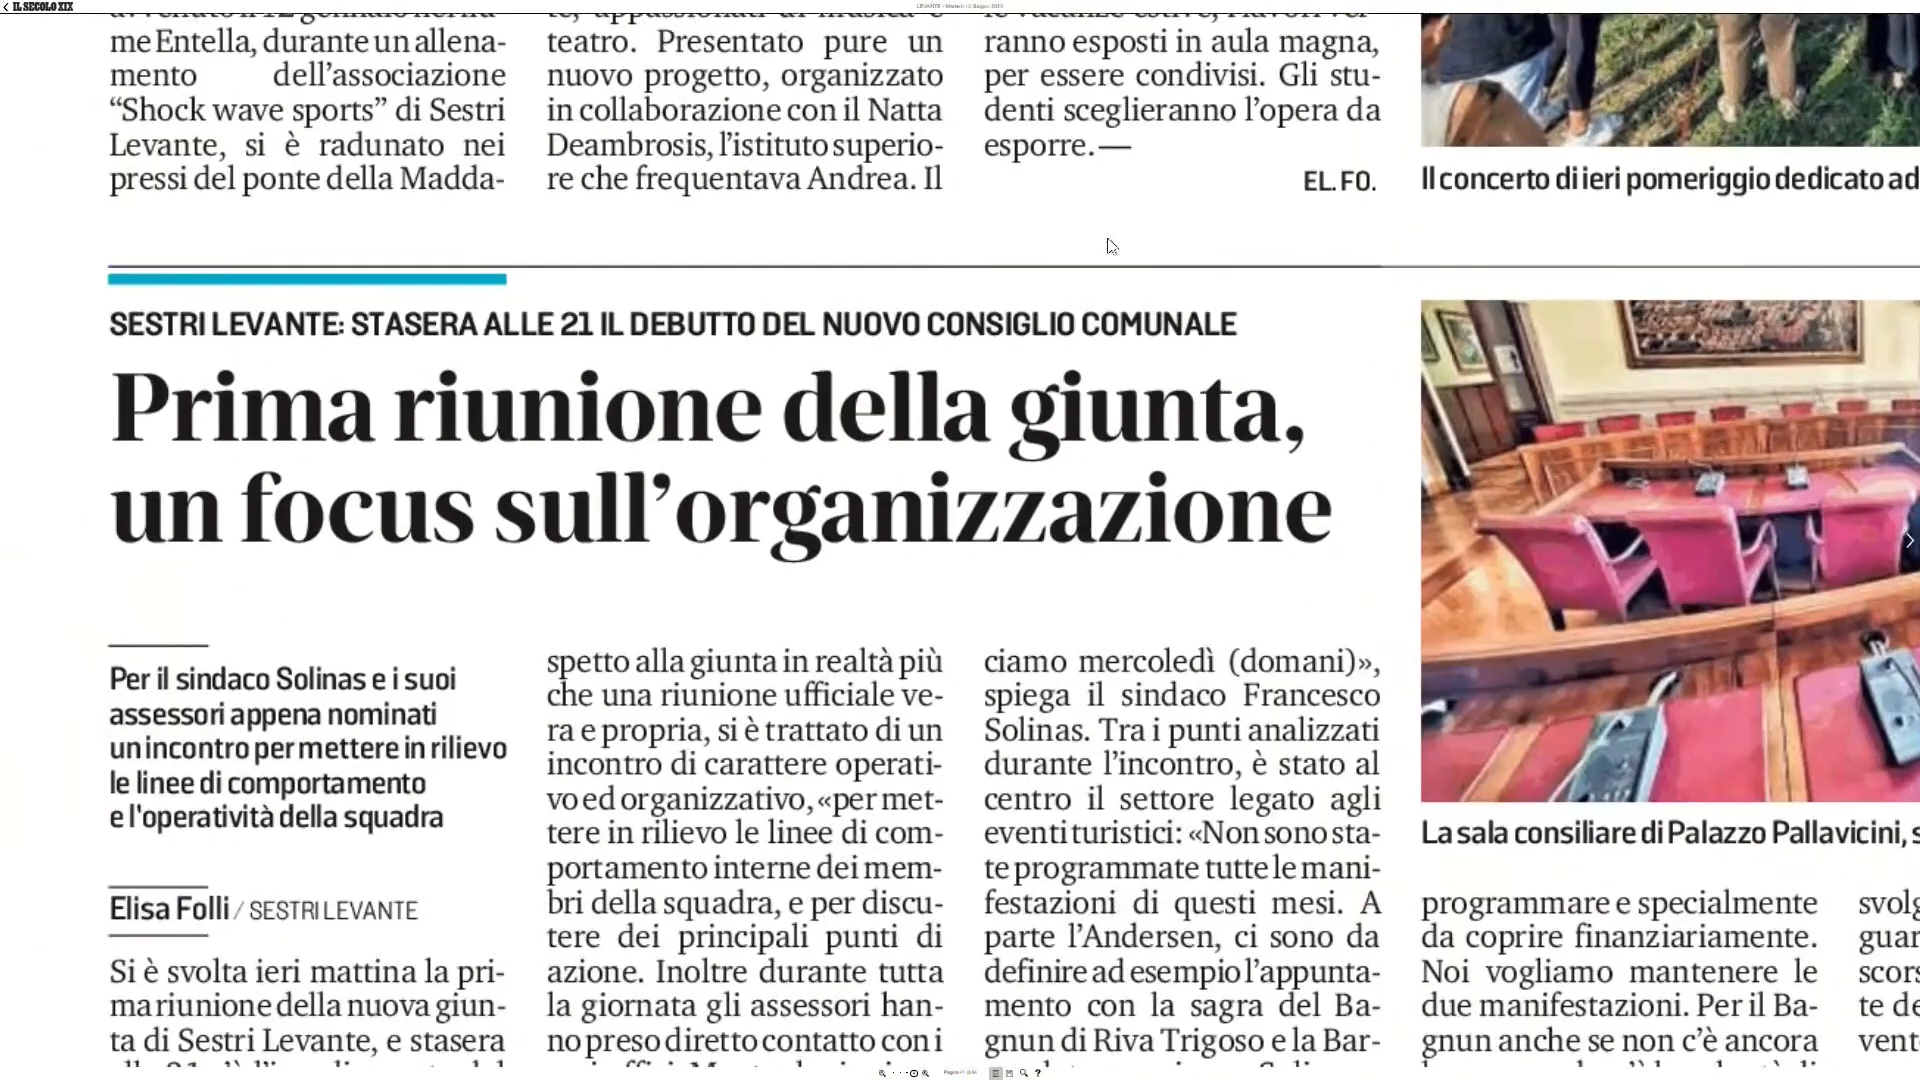 IL SECOLO XIX
LEVANTE - Martedì 13 Giugno 2023
me Entella, durante un allena-
mento dell'associazione
“Shock wave sports” di Sestri
Levante, si è radunato nei
pressi del ponte della Madda-
teatro. Presentato pure un
nuovo progetto, organizzato
in collaborazione con il Natta
Deambrosis, l'istituto superio-
re che frequentava Andrea. Il
ranno esposti in aula magna,
per essere condivisi. Gli stu-
denti sceglieranno l'opera da
esporre. —
EL. FO.
Il concerto di ieri pomeriggio dedicato ad
SESTRI LEVANTE: STASERA ALLE 21 IL DEBUTTO DEL NUOVO CONSIGLIO COMUNALE
Prima riunione della giunta,
un focus sull'organizzazione
Per il sindaco Solinas e i suoi
assessori appena nominati
un incontro per mettere in rilievo
le linee di comportamento
e l'operatività della squadra
Elisa Folli / SESTRI LEVANTE
Si è svolta ieri mattina la pri-
ma riunione della nuova giun-
ta di Sestri Levante, e stasera
spetto alla giunta in realtà più
che una riunione ufficiale ve-
ra e propria, si è trattato di un
incontro di carattere operati-
vo ed organizzativo, «per met-
tere in rilievo le linee di com-
portamento interne dei mem-
bri della squadra, e per discu-
tere dei principali punti di
azione. Inoltre durante tutta
la giornata gli assessori han-
no preso diretto contatto con i
ciamo mercoledì (domani)»,
spiega il sindaco Francesco
Solinas. Tra i punti analizzati
durante l'incontro, è stato al
centro il settore legato agli
eventi turistici: «Non sono sta-
te programmate tutte le mani-
festazioni di questi mesi. A
parte l'Andersen, ci sono da
definire ad esempio l'appunta-
mento con la sagra del Ba-
gnun di Riva Trigoso e la Bar-
La sala consiliare di Palazzo Pallavicini, s
programmare e specialmente
da coprire finanziariamente.
Noi vogliamo mantenere le
due manifestazioni. Per il Ba-
gnun anche se non c'è ancora
svolg
guar
scors
te de
vent